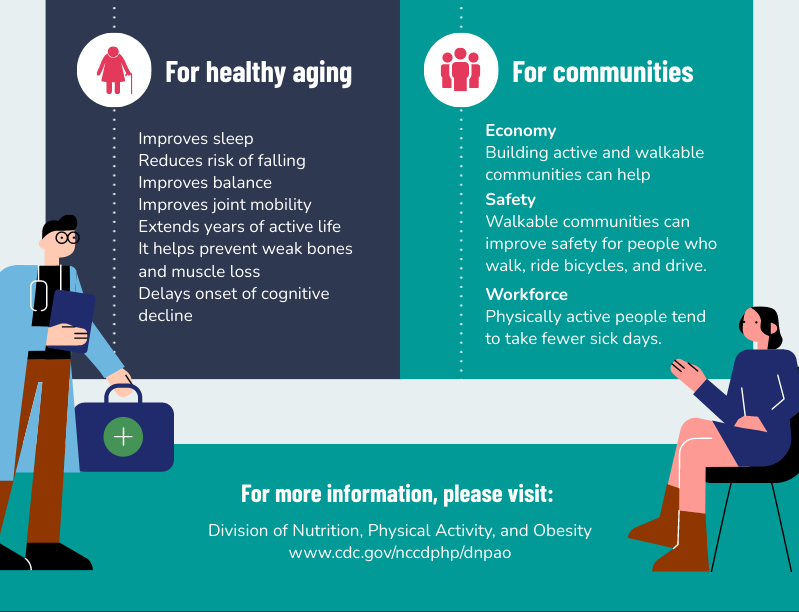 For healthy aging
Improves sleep
Reduces risk of falling
Improves balance
Improves joint mobility
Extends years of active life
It helps prevent weak bones
and muscle loss
Delays onset of cognitive
decline
For communities
Economy
Building active and walkable
communities can help
Safety
Walkable communities can
improve safety for people who
walk, ride bicycles, and drive.
Workforce
Physically active people tend
to take fewer sick days.
For more information, please visit:
Division of Nutrition, Physical Activity, and Obesity
www.cdc.gov/nccdphp/dnpao